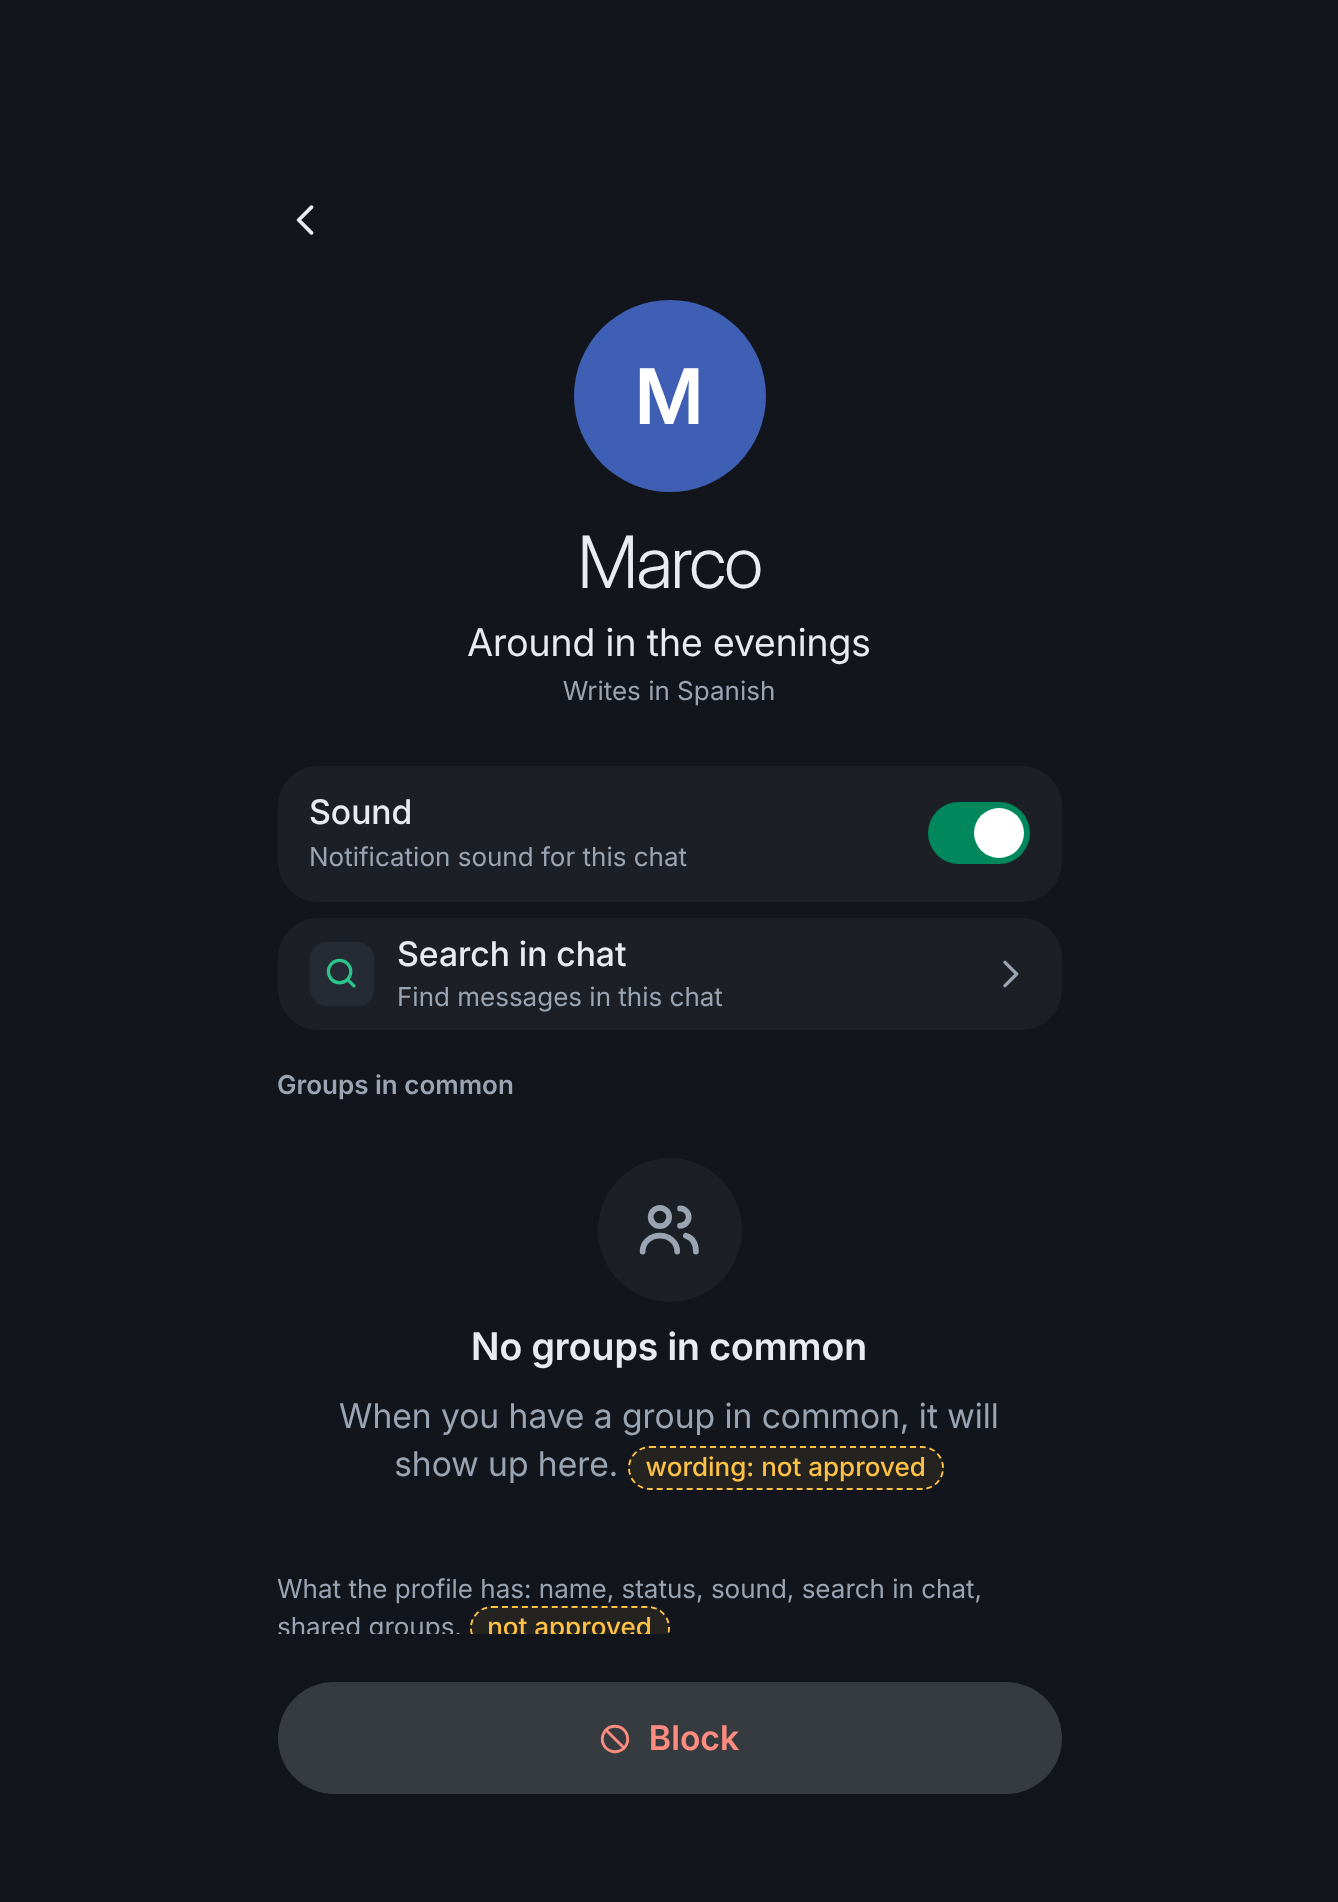 M
Marco
Around in the evenings
Writes in Spanish
Sound
Notification sound for this chat
Search in chat
Find messages in this chat
Groups in common
No groups in common
When you have a group in common, it will
show up here. wording: not approved
What the profile has: name, status, sound, search in chat,
shared groups. not approved
Block